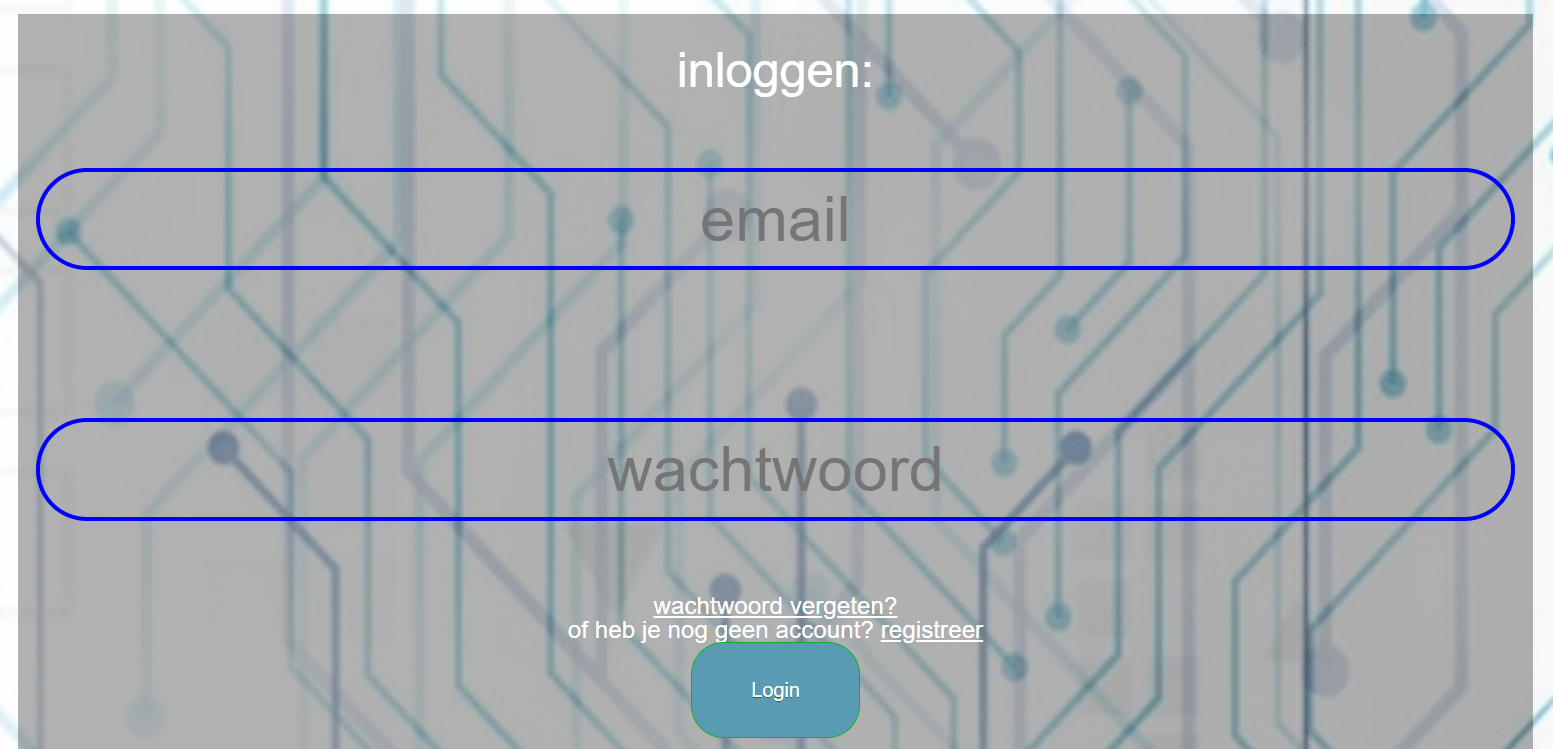 inloggen:
email
wachtwoord
wachtwoord vergeten?
of heb je nog geen account? registreer
Login